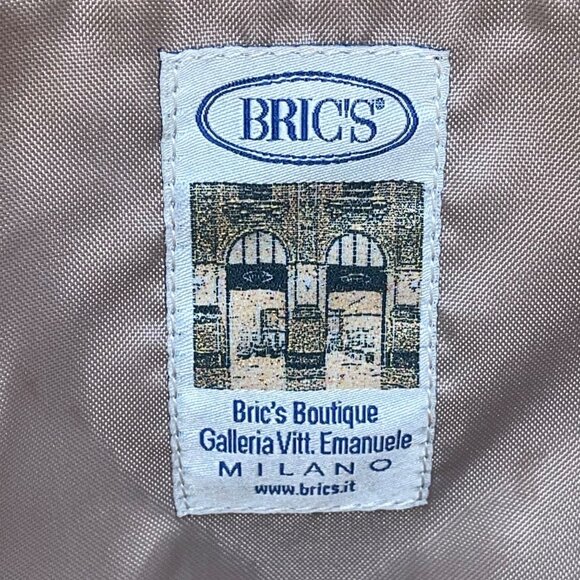 BRIC'S®
Bric's Boutique
Galleria Vitt. Emanuele
MILANO
www.brics.it